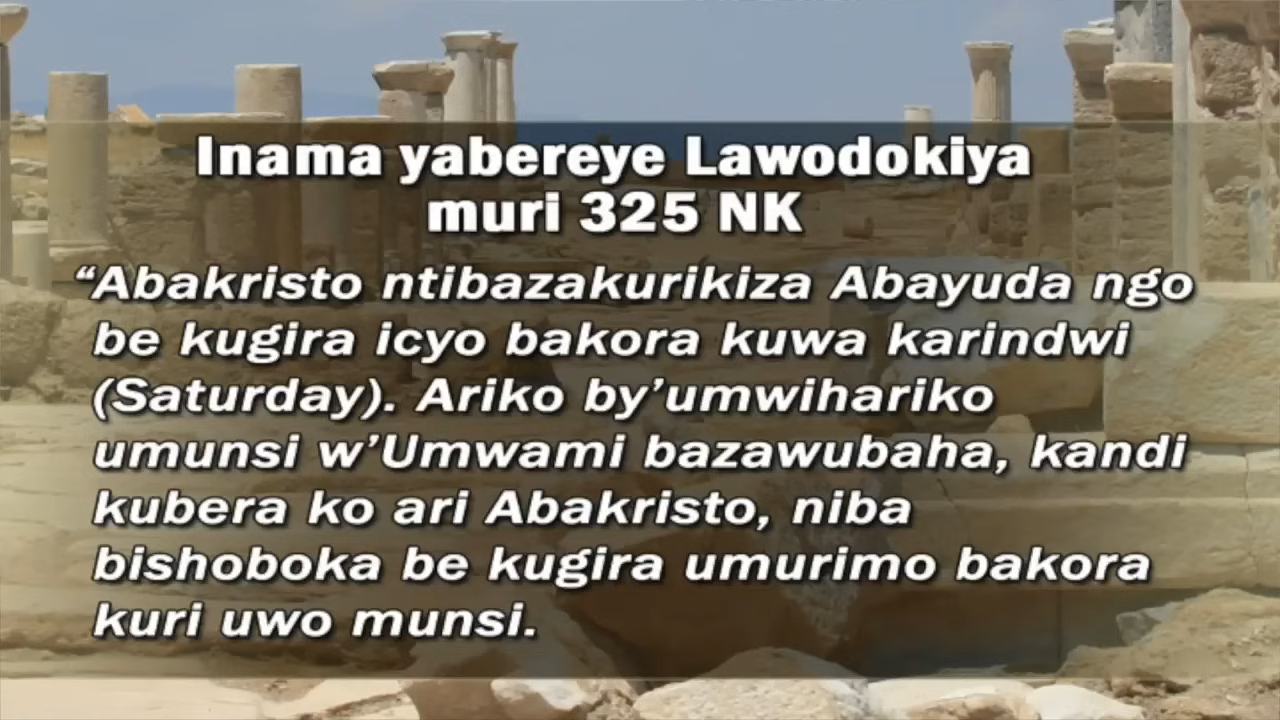 Inama yabereye Lawodokiya
muri 325 NK
“Abakristo ntibazakurikiza Abayuda ngo
be kugira icyo bakora kuwa karindwi
(Saturday). Ariko by’umwihariko
umunsi w’Umwami bazawubaha, kandi
kubera ko ari Abakristo, niba
bishoboka be kugira umurimo bakora
kuri uwo munsi.